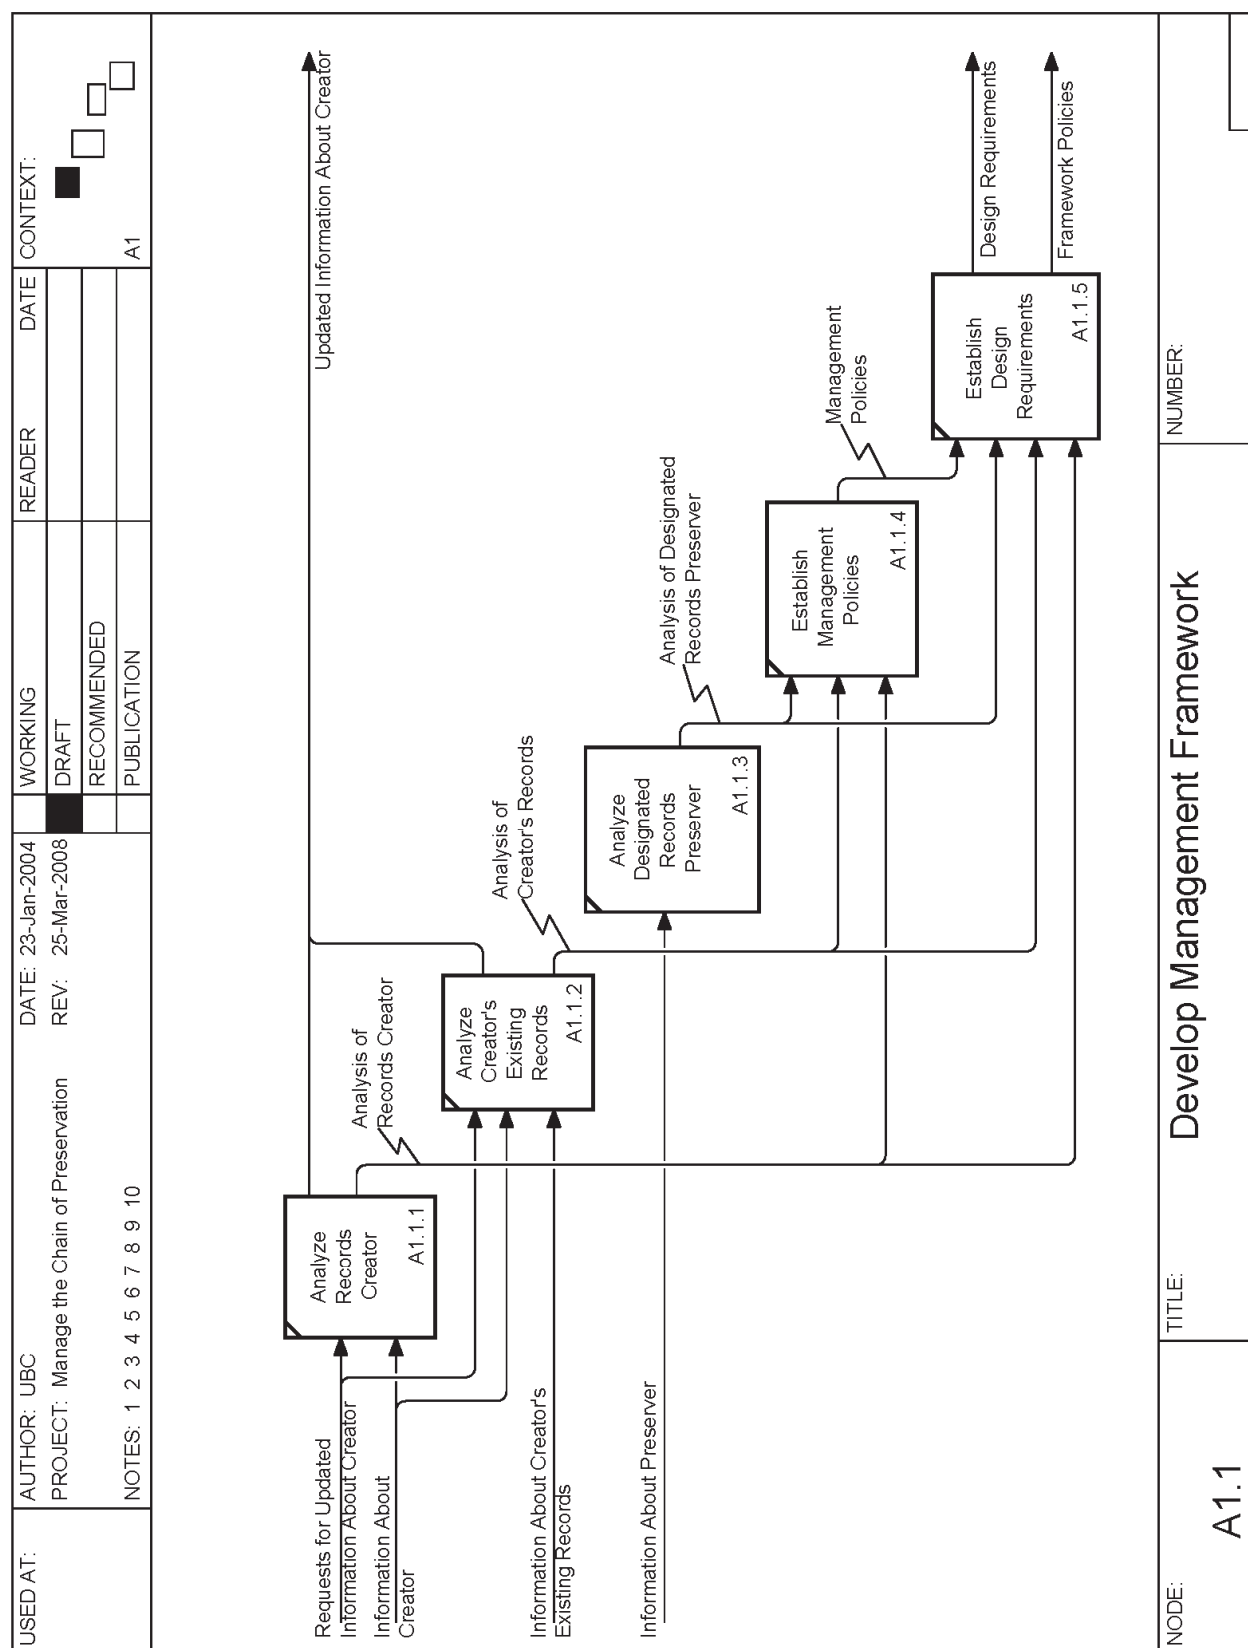 USED AT:
AUTHOR: UBC
DATE: 23-Jan-2004
PROJECT: Manage the Chain of Preservation
REV: 25-Mar-2008
NOTES: 1 2 3 4 5 6 7 8 9 10
WORKING
DRAFT
RECOMMENDED
PUBLICATION
READER
DATE
CONTEXT:
A1
Updated Information About Creator
Requests for Updated
Information About Creator
Information About
Creator
Analyze
Records
Creator
A1.1.1
Analysis of
Records Creator
Information About Creator's
Existing Records
Analyze
Creator's
Existing
Records
A1.1.2
Analysis of
Creator's Records
Information About Preserver
Analyze
Designated
Records
Preserver
A1.1.3
Analysis of Designated
Records Preserver
Establish
Management
Policies
A1.1.4
Management
Policies
Establish
Design
Requirements
A1.1.5
Design Requirements
Framework Policies
NODE:
A1.1
TITLE:
Develop Management Framework
NUMBER: